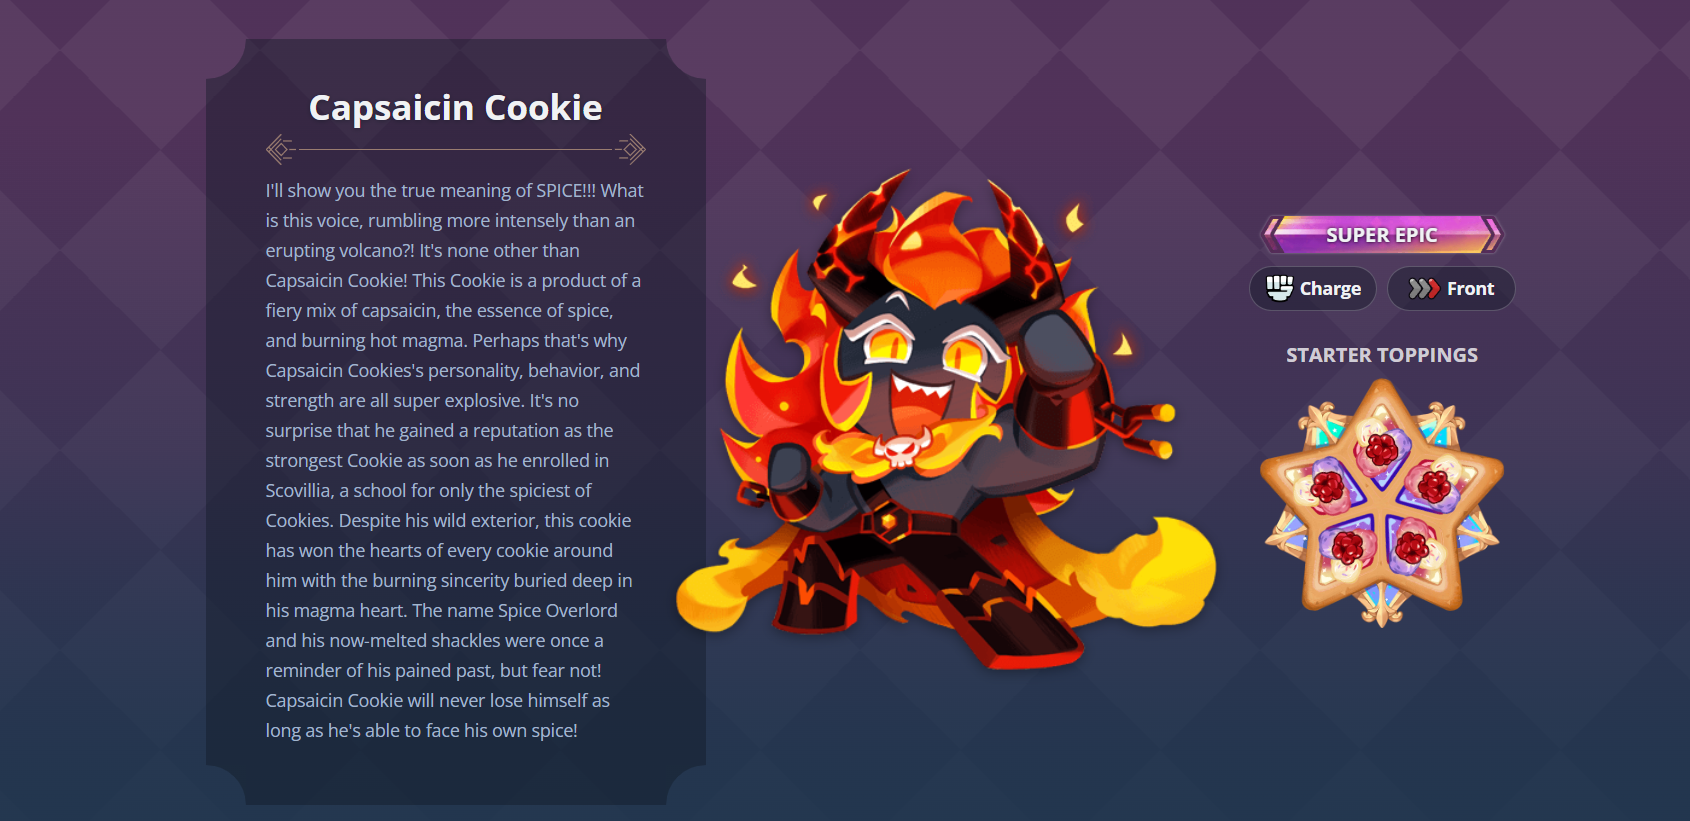 Capsaicin Cookie
I'll show you the true meaning of SPICE!!! What
is this voice, rumbling more intensely than an
erupting volcano?! It's none other than
Capsaicin Cookie! This Cookie is a product of a
fiery mix of capsaicin, the essence of spice,
and burning hot magma. Perhaps that's why
Capsaicin Cookies's personality, behavior, and
strength are all super explosive. It's no
surprise that he gained a reputation as the
strongest Cookie as soon as he enrolled in
Scovillia, a school for only the spiciest of
Cookies. Despite his wild exterior, this cookie
has won the hearts of every cookie around
him with the burning sincerity buried deep in
his magma heart. The name Spice Overlord
and his now-melted shackles were once a
reminder of his pained past, but fear not!
Capsaicin Cookie will never lose himself as
long as he's able to face his own spice!
SUPER EPIC
Charge
Front
STARTER TOPPINGS